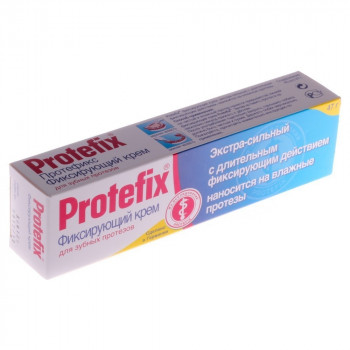 Protefix
Протефикс
Фиксирующий крем
для зубных протезов
47 г
Protefix®
Фиксирующий крем
для зубных протезов
Экстра-сильный
с длительным
фиксирующим действием
наносится на влажные
протезы